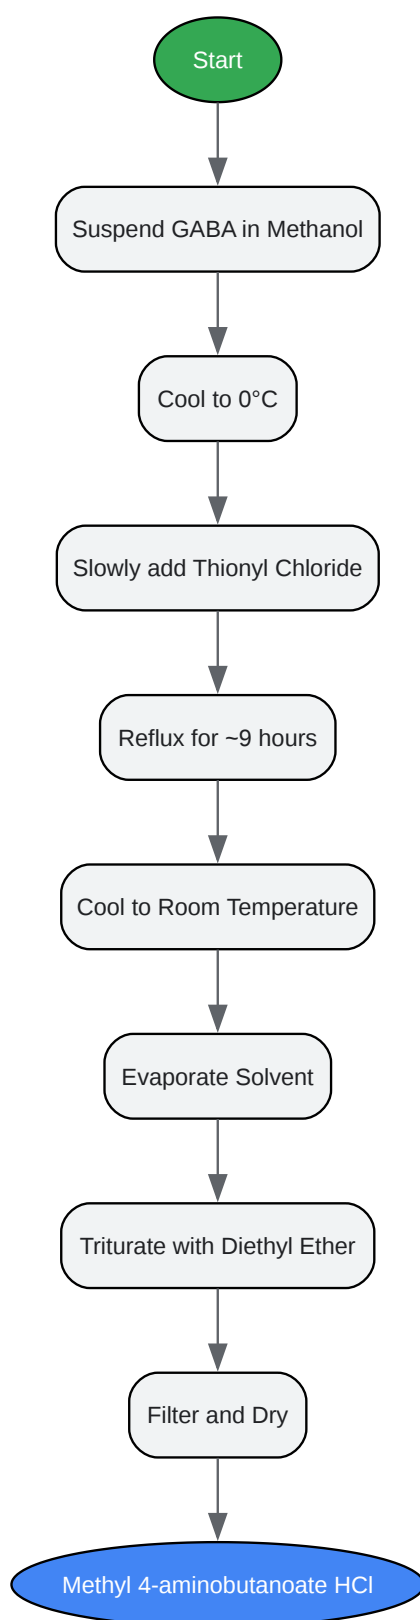 Start
Suspend GABA in Methanol
Cool to 0°C
Slowly add Thionyl Chloride
Reflux for ~9 hours
Cool to Room Temperature
Evaporate Solvent
Triturate with Diethyl Ether
Filter and Dry
Methyl 4-aminobutanoate HCl